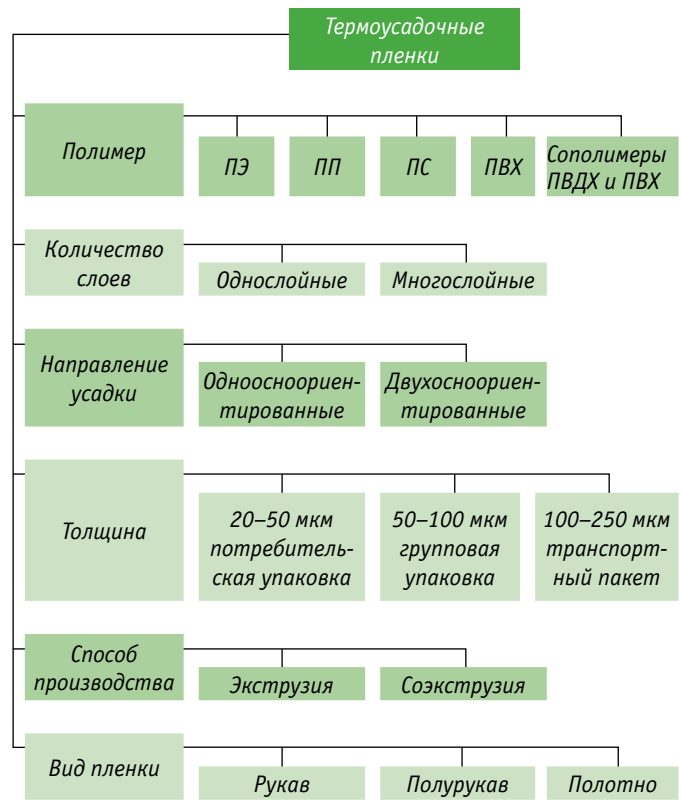 Термоусадочные
пленки
Полимер
ПЭ
ПП
ПС
ПВХ
Сополимеры
ПВДХ и ПВХ
Количество
слоев
Однослойные
Многослойные
Направление
усадки
Одноосноориен-
тированные
Двухосноориен-
тированные
Толщина
20–50 мкм
потребитель-
ская упаковка
50–100 мкм
групповая
упаковка
100–250 мкм
транспорт-
ный пакет
Способ
производства
Экструзия
Соэкструзия
Вид пленки
Рукав
Полурукав
Полотно